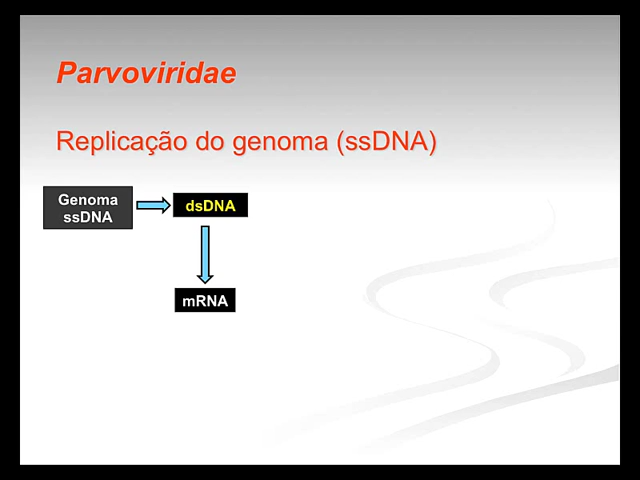 Parvoviridae
Replicação do genoma (ssDNA)
Genoma
ssDNA
dsDNA
mRNA